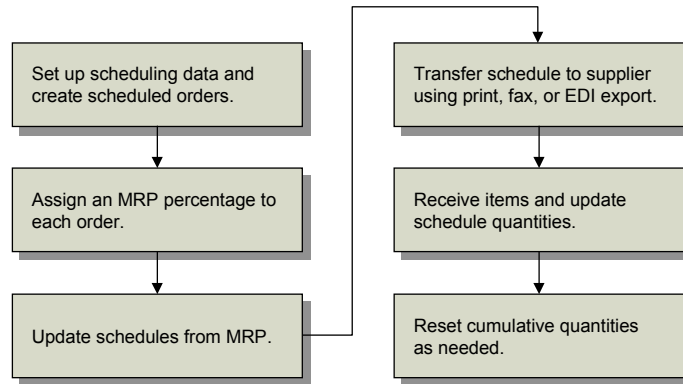 Set up scheduling data and
create scheduled orders.
Assign an MRP percentage to
each order.
Update schedules from MRP.
Transfer schedule to supplier
using print, fax, or EDI export.
Receive items and update
schedule quantities.
Reset cumulative quantities
as needed.